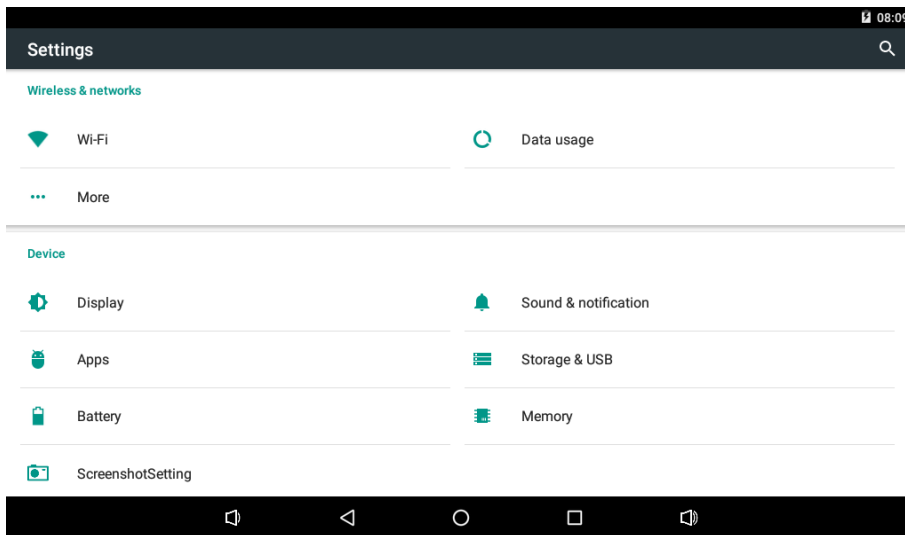 08:09
Settings
Wireless & networks
Wi-Fi
Data usage
More
Device
Display
Sound & notification
Apps
Storage & USB
Battery
Memory
ScreenshotSetting